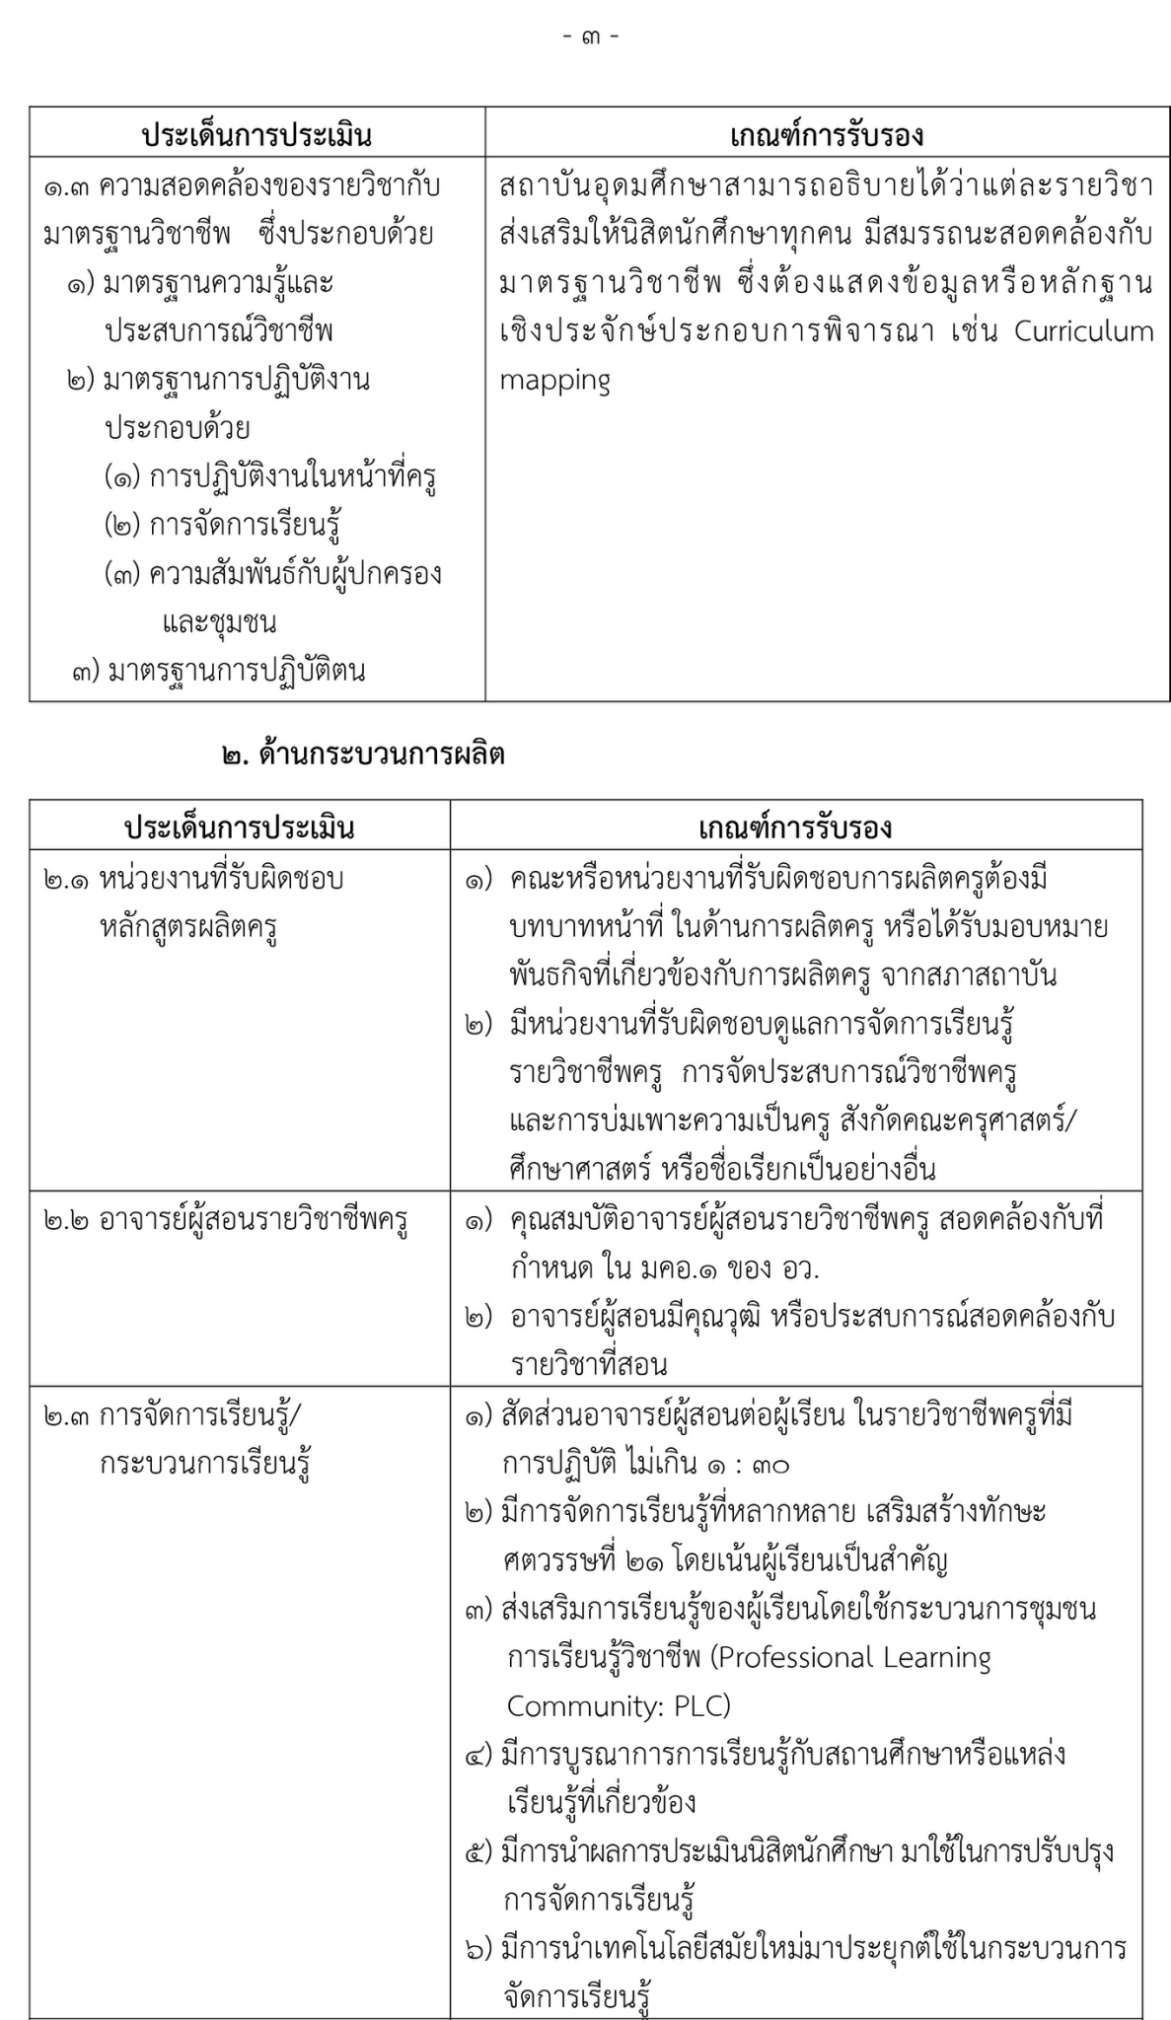 - ๓ -
ประเด็นการประเมิน
เกณฑ์การรับรอง
๑.๓ ความสอดคล้องของรายวิชากับ
มาตรฐานวิชาชีพ ซึ่งประกอบด้วย
๑) มาตรฐานความรู้และ
ประสบการณ์วิชาชีพ
๒) มาตรฐานการปฏิบัติงาน
ประกอบด้วย
(๑) การปฏิบัติงานในหน้าที่ครู
(๒) การจัดการเรียนรู้
(๓) ความสัมพันธ์กับผู้ปกครอง
และชุมชน
๓) มาตรฐานการปฏิบัติตน
สถาบันอุดมศึกษาสามารถอธิบายได้ว่าแต่ละรายวิชา
ส่งเสริมให้นิสิตนักศึกษาทุกคน มีสมรรถนะสอดคล้องกับ
มาตรฐานวิชาชีพ ซึ่งต้องแสดงข้อมูลหรือหลักฐาน
เชิงประจักษ์ประกอบการพิจารณา เช่น Curriculum
mapping
๒. ด้านกระบวนการผลิต
ประเด็นการประเมิน
เกณฑ์การรับรอง
๒.๑ หน่วยงานที่รับผิดชอบ
หลักสูตรผลิตครู
๑) คณะหรือหน่วยงานที่รับผิดชอบการผลิตครูต้องมี
บทบาทหน้าที่ ในด้านการผลิตครู หรือได้รับมอบหมาย
พันธกิจที่เกี่ยวข้องกับการผลิตครู จากสภาสถาบัน
๒) มีหน่วยงานที่รับผิดชอบดูแลการจัดการเรียนรู้
รายวิชาชีพครู การจัดประสบการณ์วิชาชีพครู
และการบ่มเพาะความเป็นครู สังกัดคณะครุศาสตร์/
ศึกษาศาสตร์ หรือชื่อเรียกเป็นอย่างอื่น
๒.๒ อาจารย์ผู้สอนรายวิชาชีพครู
๑) คุณสมบัติอาจารย์ผู้สอนรายวิชาชีพครู สอดคล้องกับที่
กำหนด ใน มคอ.๑ ของ อว.
๒) อาจารย์ผู้สอนมีคุณวุฒิ หรือประสบการณ์สอดคล้องกับ
รายวิชาที่สอน
๒.๓ การจัดการเรียนรู้/
กระบวนการเรียนรู้
๑) สัดส่วนอาจารย์ผู้สอนต่อผู้เรียน ในรายวิชาชีพครูที่มี
การปฏิบัติ ไม่เกิน ๑ : ๓๐
๒) มีการจัดการเรียนรู้ที่หลากหลาย เสริมสร้างทักษะ
ศตวรรษที่ ๒๑ โดยเน้นผู้เรียนเป็นสำคัญ
๓) ส่งเสริมการเรียนรู้ของผู้เรียนโดยใช้กระบวนการชุมชน
การเรียนรู้วิชาชีพ (Professional Learning
Community: PLC)
๔) มีการบูรณาการการเรียนรู้กับสถานศึกษาหรือแหล่ง
เรียนรู้ที่เกี่ยวข้อง
๕) มีการนำผลการประเมินนิสิตนักศึกษา มาใช้ในการปรับปรุง
การจัดการเรียนรู้
๖) มีการนำเทคโนโลยีสมัยใหม่มาประยุกต์ใช้ในกระบวนการ
จัดการเรียนรู้